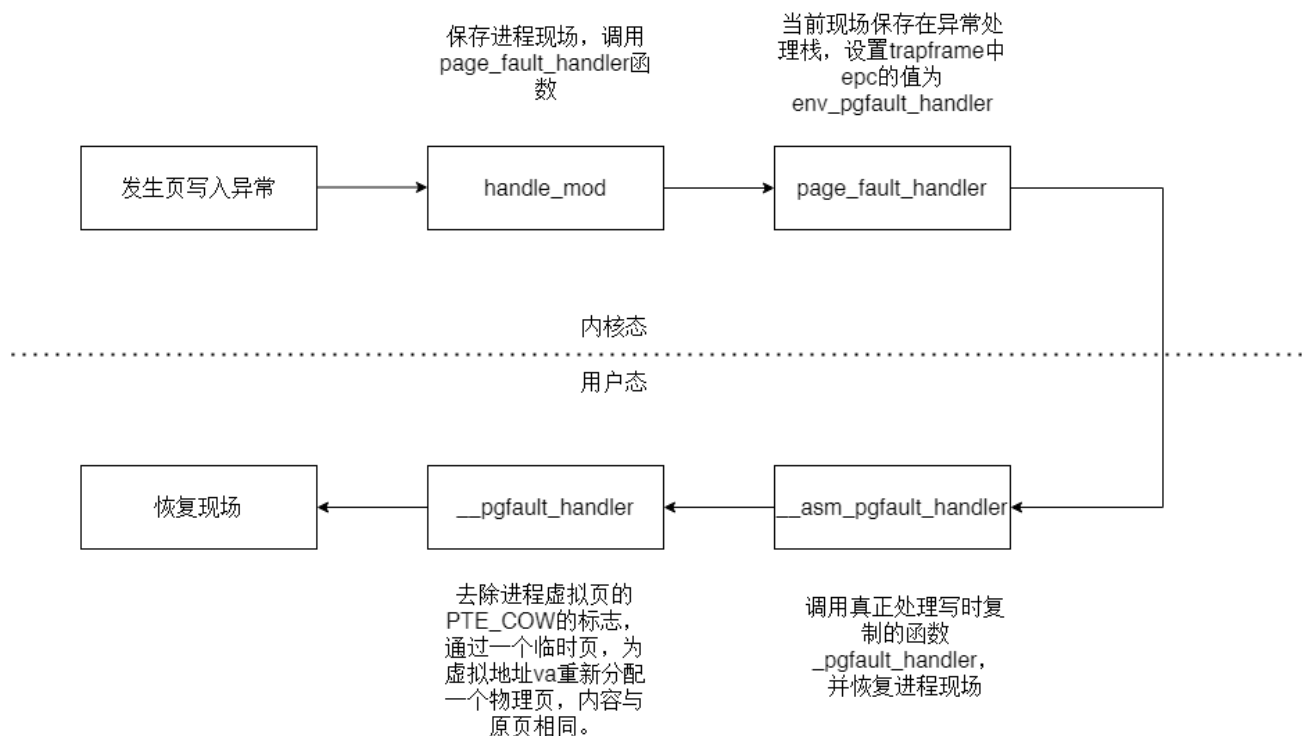 保存进程现场，调用
page_fault_handler函
数
当前现场保存在异常处
理栈，设置trapframe中
epc的值为
env_pgfault_handler
发生页写入异常
handle_mod
page_fault_handler
内核态
用户态
恢复现场
__pgfault_handler
__asm_pgfault_handler
去除进程虚拟页的
PTE_COW的标志，
通过一个临时页，为
虚拟地址va重新分配
一个物理页，内容与
原页相同。
调用真正处理写时复
制的函数
_pgfault_handler，
并恢复进程现场